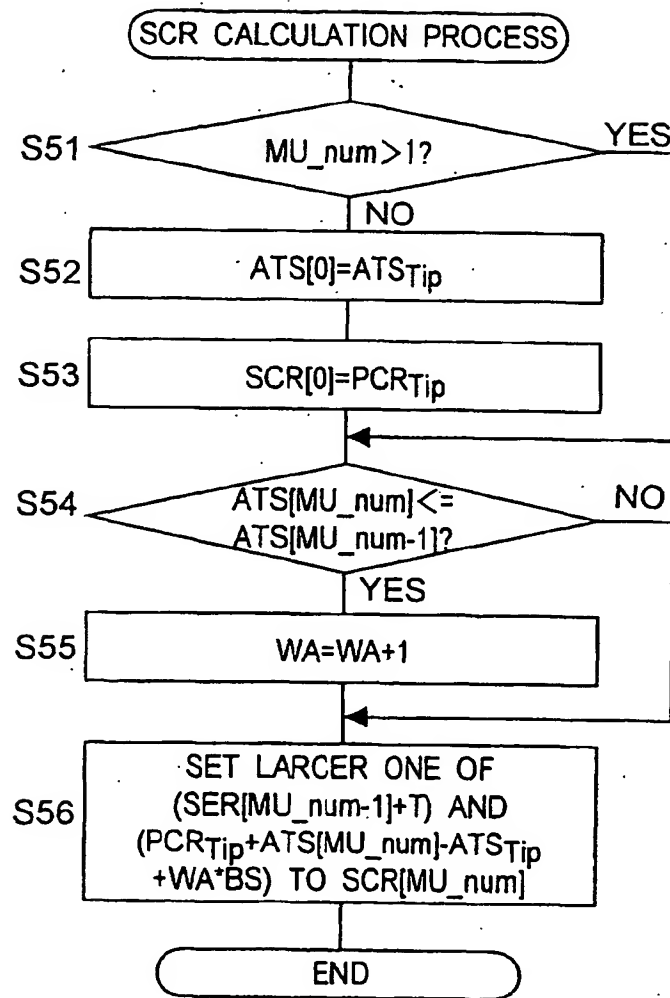 SCR CALCULATION PROCESS
S51
MU_num>1?
YES
NO
S52
ATS[0]=ATSTip
S53
SCR[0]=PCRTip
S54
ATS[MU_num]<=
ATS[MU_num-1]?
NO
YES
S55
WA=WA+1
S56
SET LARCER ONE OF
(SER[MU_num-1]+T) AND
(PCRTip+ATS[MU_num]-ATSTip
+WA*BS) TO SCR[MU_num]
END